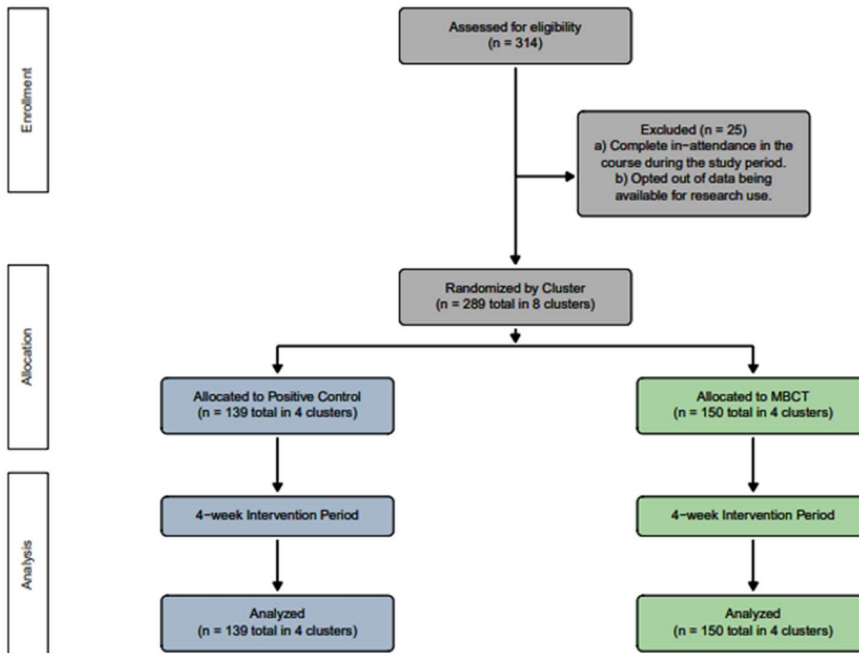 Enrollment
Assessed for eligibility
(n = 314)
Excluded (n = 25)
a) Complete in−attendance in the
course during the study period.
b) Opted out of data being
available for research use.
Allocation
Randomized by Cluster
(n = 289 total in 8 clusters)
Allocated to Positive Control
(n = 139 total in 4 clusters)
Allocated to MBCT
(n = 150 total in 4 clusters)
Analysis
4−week Intervention Period
4−week Intervention Period
Analyzed
(n = 139 total in 4 clusters)
Analyzed
(n = 150 total in 4 clusters)